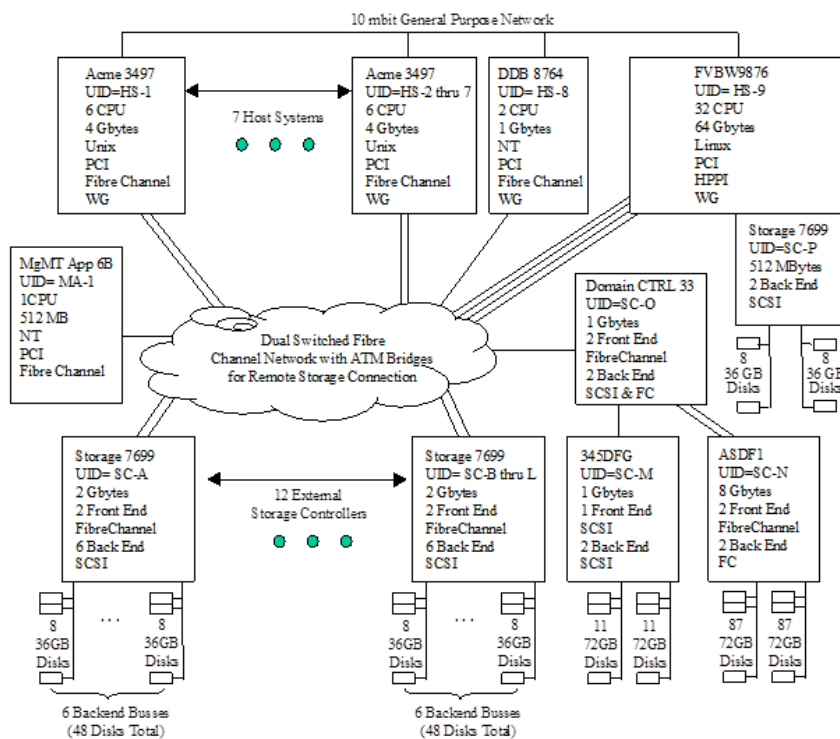 10 mbit General Purpose Network
Acme 3497
UID=HS-1
6 CPU
4 Gbytes
Unix
PCI
Fibre Channel
WG
7 Host Systems
Acme 3497
UID=HS-2 thru 7
6 CPU
4 Gbytes
Unix
PCI
Fibre Channel
WG
DDB 8764
UID= HS-8
2 CPU
1 Gbytes
NT
PCI
Fibre Channel
WG
FVBW9876
UID= HS-9
32 CPU
64 Gbytes
Linux
PCI
HPPI
WG
MgMT App 6B
UID= MA-1
1CPU
512 MB
NT
PCI
Fibre Channel
Dual Switched Fibre
Channel Network with ATM Bridges
for Remote Storage Connection
Domain CTRL 33
UID=SC-O
1 Gbytes
2 Front End
FibreChannel
2 Back End
SCSI & FC
Storage 7699
UID=SC-P
512 MBytes
2 Back End
SCSI
8
36 GB
Disks
8
36 GB
Disks
Storage 7699
UID= SC-A
2 Gbytes
2 Front End
FibreChannel
6 Back End
SCSI
12 External
Storage Controllers
Storage 7699
UID= SC-B thru L
2 Gbytes
2 Front End
FibreChannel
6 Back End
SCSI
345DFG
UID=SC-M
1 Gbytes
1 Front End
SCSI
2 Back End
SCSI
ASDF1
UID=SC-N
8 Gbytes
2 Front End
FibreChannel
2 Back End
FC
8
36GB
Disks
...
8
36GB
Disks
6 Backend Busses
(48 Disks Total)
8
36GB
Disks
...
8
36GB
Disks
6 Backend Busses
(48 Disks Total)
11
72GB
Disks
11
72GB
Disks
87
72GB
Disks
87
72GB
Disks